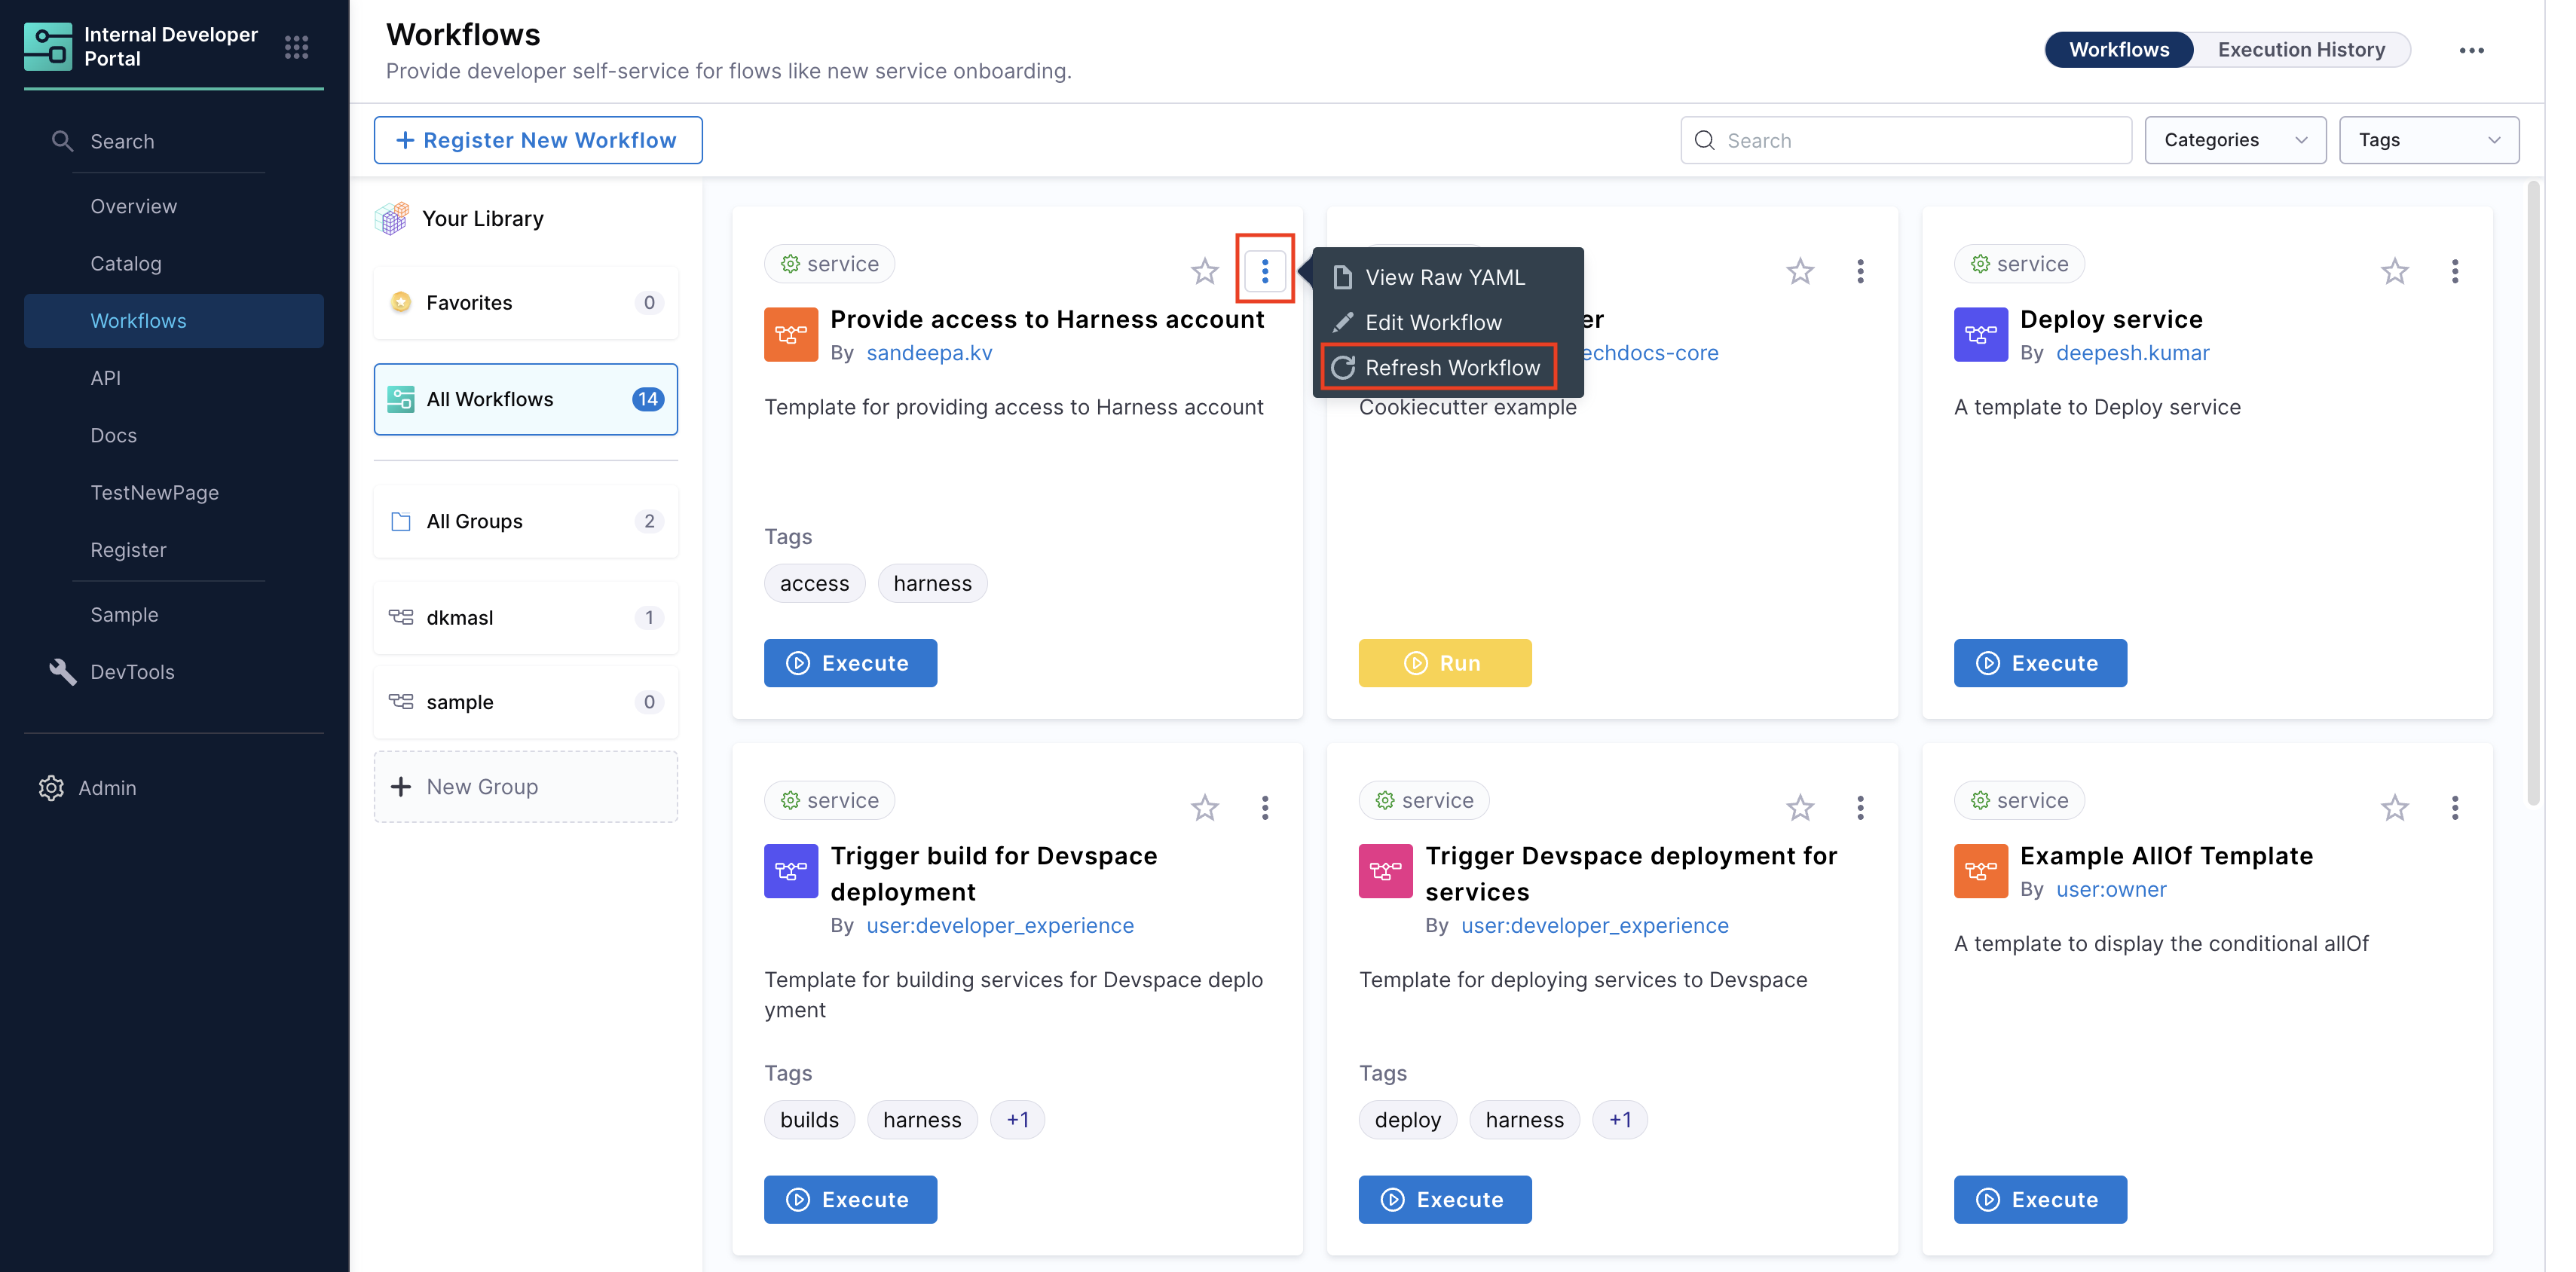 Internal Developer
Portal
Search
Overview
Catalog
Workflows
API
Docs
TestNewPage
Register
Sample
DevTools
Admin
Workflows
Provide developer self-service for flows like new service onboarding.
Workflows
Execution History
+ Register New Workflow
Search
Categories
Tags
Your Library
Favorites 0
All Workflows 14
All Groups 2
dkmasl 1
sample 0
+ New Group
service
Provide access to Harness account
By sandeepa.kv
Template for providing access to Harness account
Tags
access harness
Execute
View Raw YAML
Edit Workflow
Refresh Workflow
er
echdocs-core
Cookiecutter example
Run
service
Deploy service
By deepesh.kumar
A template to Deploy service
Execute
service
Trigger build for Devspace
deployment
By user:developer_experience
Template for building services for Devspace deplo
yment
Tags
builds harness +1
Execute
service
Trigger Devspace deployment for
services
By user:developer_experience
Template for deploying services to Devspace
Tags
deploy harness +1
Execute
service
Example AllOf Template
By user:owner
A template to display the conditional allOf
Execute